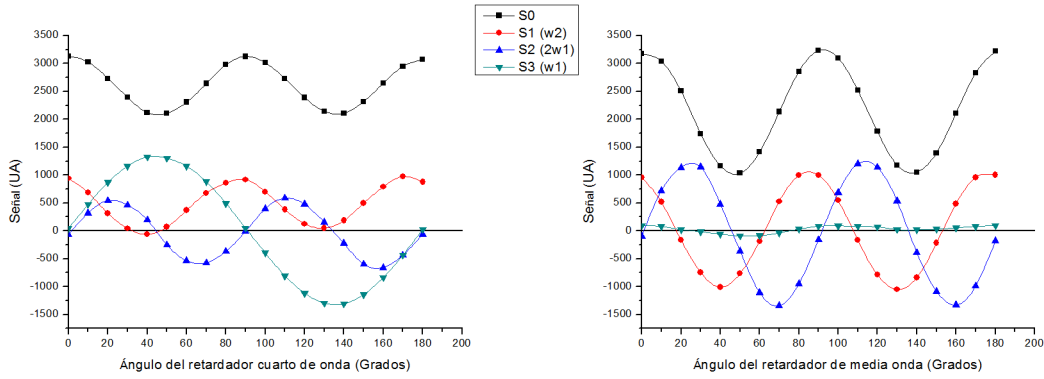 S0
S1 (w2)
S2 (2w1)
S3 (w1)
3500
3000
2500
2000
1500
1000
500
0
-500
-1000
-1500
Señal (UA)
0 20 40 60 80 100 120 140 160 180 200
Ángulo del retardador cuarto de onda (Grados)
3500
3000
2500
2000
1500
1000
500
0
-500
-1000
-1500
Señal (UA)
0 20 40 60 80 100 120 140 160 180 200
Ángulo del retardador de media onda (Grados)